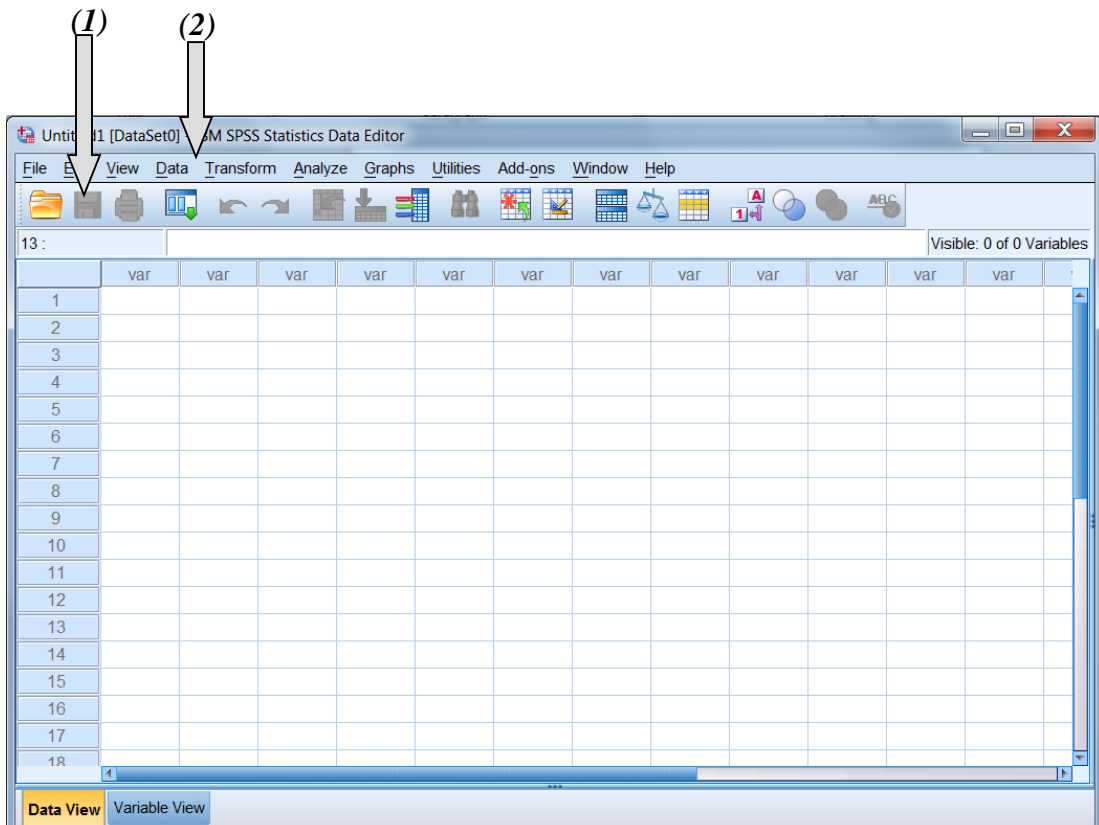 (1) (2)
[DataSet0] SPSS Statistics Data Editor
File View Data Transform Analyze Graphs Utilities Add-ons Window Help
A
1
ABC
13 : Visible: 0 of 0 Variables
var var var var var var var var var var var var
1
2
3
4
5
6
7
8
9
10
11
12
13
14
15
16
17
18
Data View Variable View